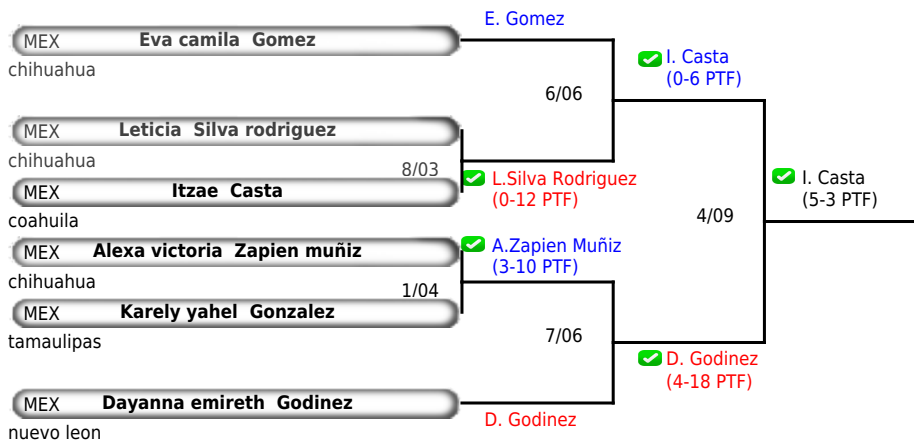 E. Gomez
MEX Eva camila Gomez
chihuahua
I. Casta
(0-6 PTF)
6/06
MEX Leticia Silva rodriguez
chihuahua
8/03
L.Silva Rodriguez
(0-12 PTF)
MEX Itzae Casta
coahuila
I. Casta
(5-3 PTF)
4/09
MEX Alexa victoria Zapien muñiz
chihuahua
A.Zapien Muñiz
(3-10 PTF)
1/04
MEX Karely yahel Gonzalez
tamaulipas
7/06
D. Godinez
(4-18 PTF)
MEX Dayanna emireth Godinez
nuevo leon
D. Godinez